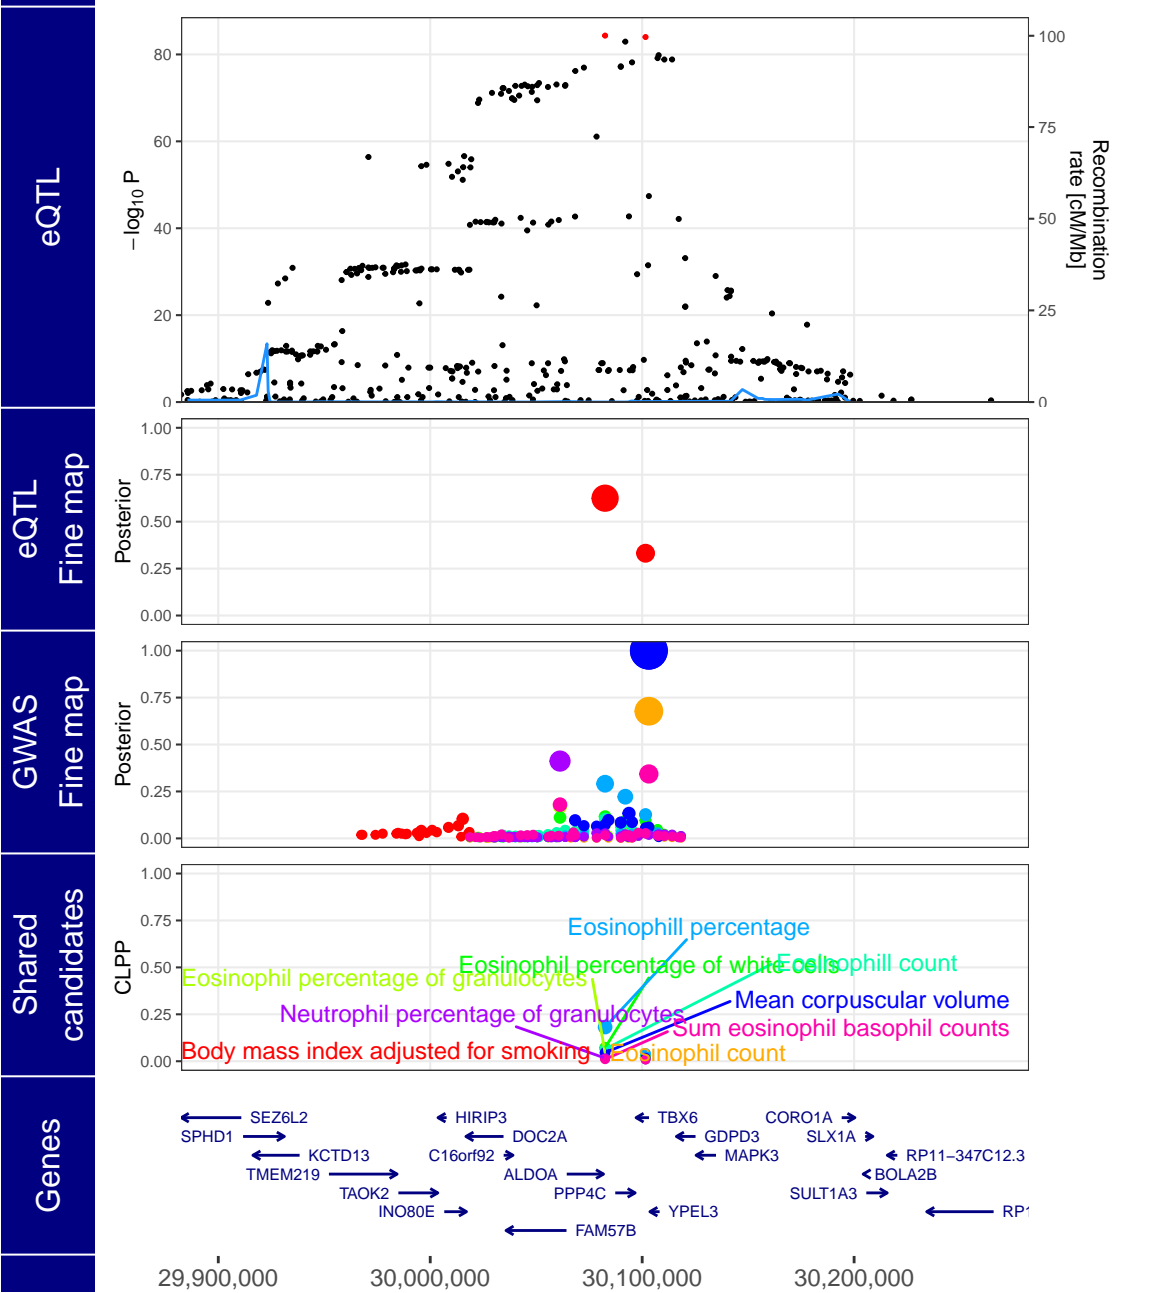 eQTL
−log10 P
80
60
40
20
0
100
75
50
25
0
Recombination
rate [cM/Mb]
eQTL
Fine map
Posterior
1.00
0.75
0.50
0.25
0.00
GWAS
Fine map
Posterior
1.00
0.75
0.50
0.25
0.00
Shared
candidates
CLPP
1.00
0.75
0.50
0.25
0.00
Eosinophill percentage
Eosinophil percentage of white cells
Eosinophill count
Eosinophil percentage of granulocytes
Mean corpuscular volume
Neutrophil percentage of granulocytes
Sum eosinophil basophil counts
Body mass index adjusted for smoking
Eosinophil count
Genes
SEZ6L2 HIRIP3 TBX6 CORO1A
SPHD1 DOC2A GDPD3 SLX1A
KCTD13 C16orf92 MAPK3 RP11−347C12.3
TMEM219 ALDOA BOLA2B
TAOK2 PPP4C SULT1A3
INO80E YPEL3 RP1
FAM57B
29,900,000 30,000,000 30,100,000 30,200,000